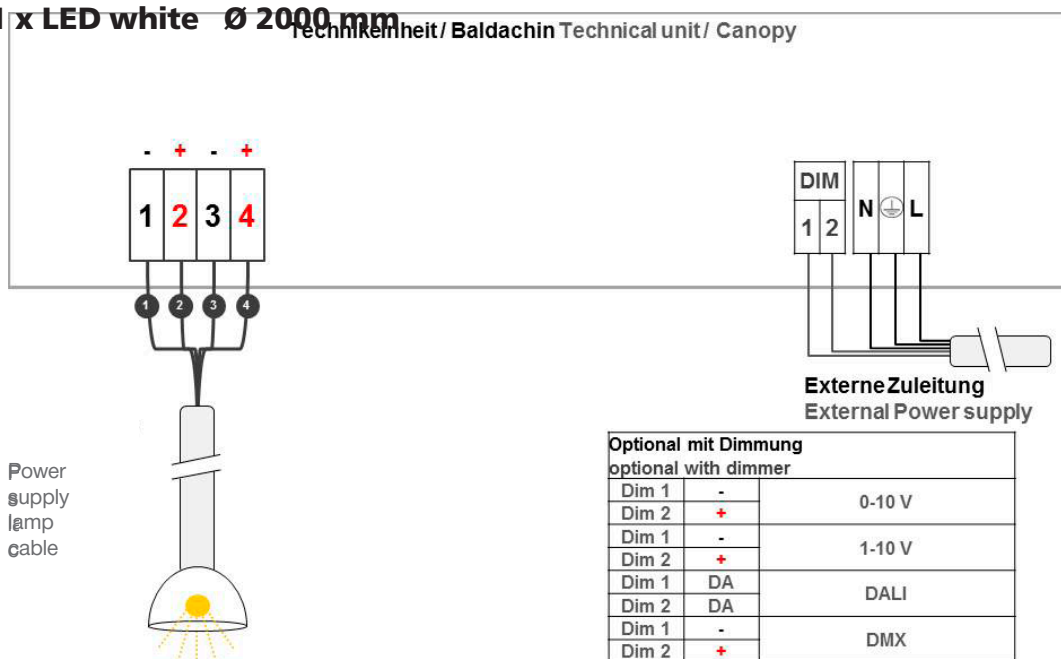 x LED white Ø 2000 mm
Technikeinheit / Baldachin Technical unit / Canopy
- + - +
1 2 3 4
DIM
1 2
N L
1 2 3 4
Externe Zuleitung
External Power supply
Power
supply
lamp
cable
Optional mit Dimmung
optional with dimmer
Dim 1 -
Dim 2 +
0-10 V
Dim 1 -
Dim 2 +
1-10 V
Dim 1 DA
Dim 2 DA
DALI
Dim 1 -
Dim 2 +
DMX